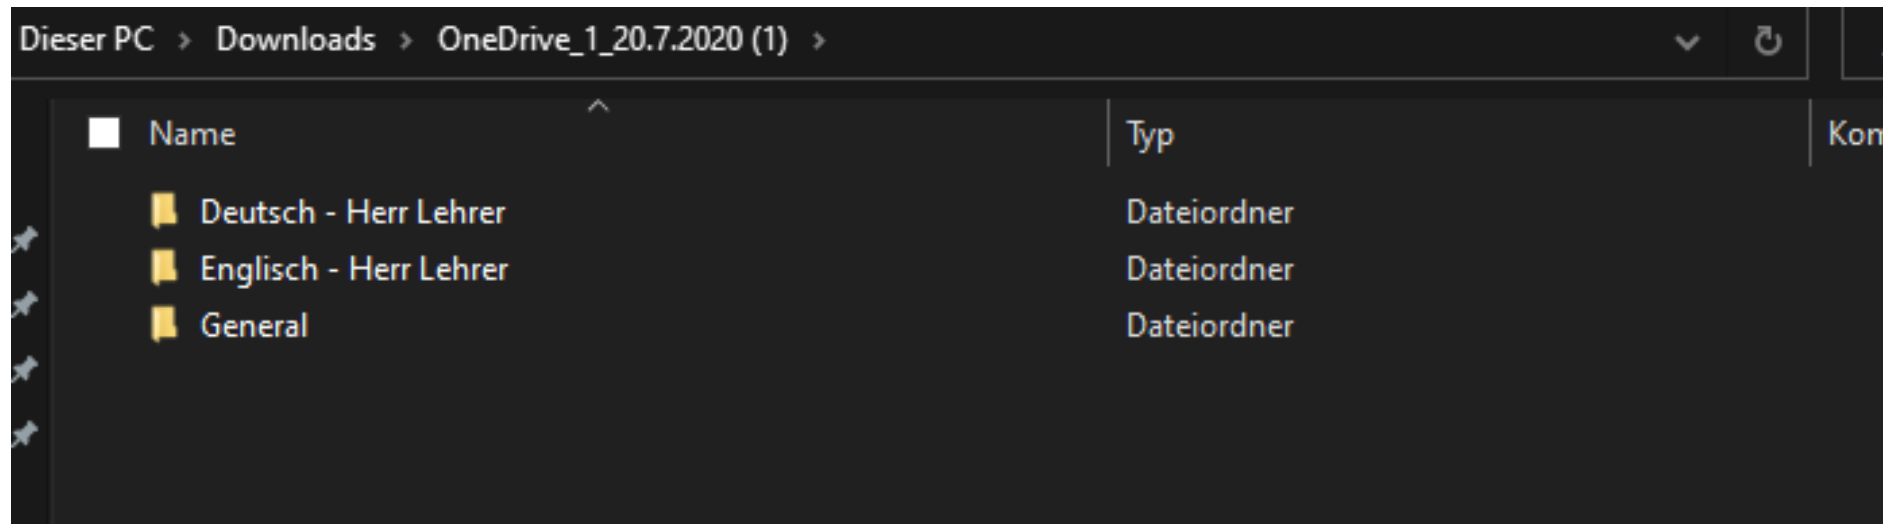 Dieser PC > Downloads > OneDrive_1_20.7.2020 (1) >
Name Typ
Deutsch - Herr Lehrer Dateiordner
Englisch - Herr Lehrer Dateiordner
General Dateiordner